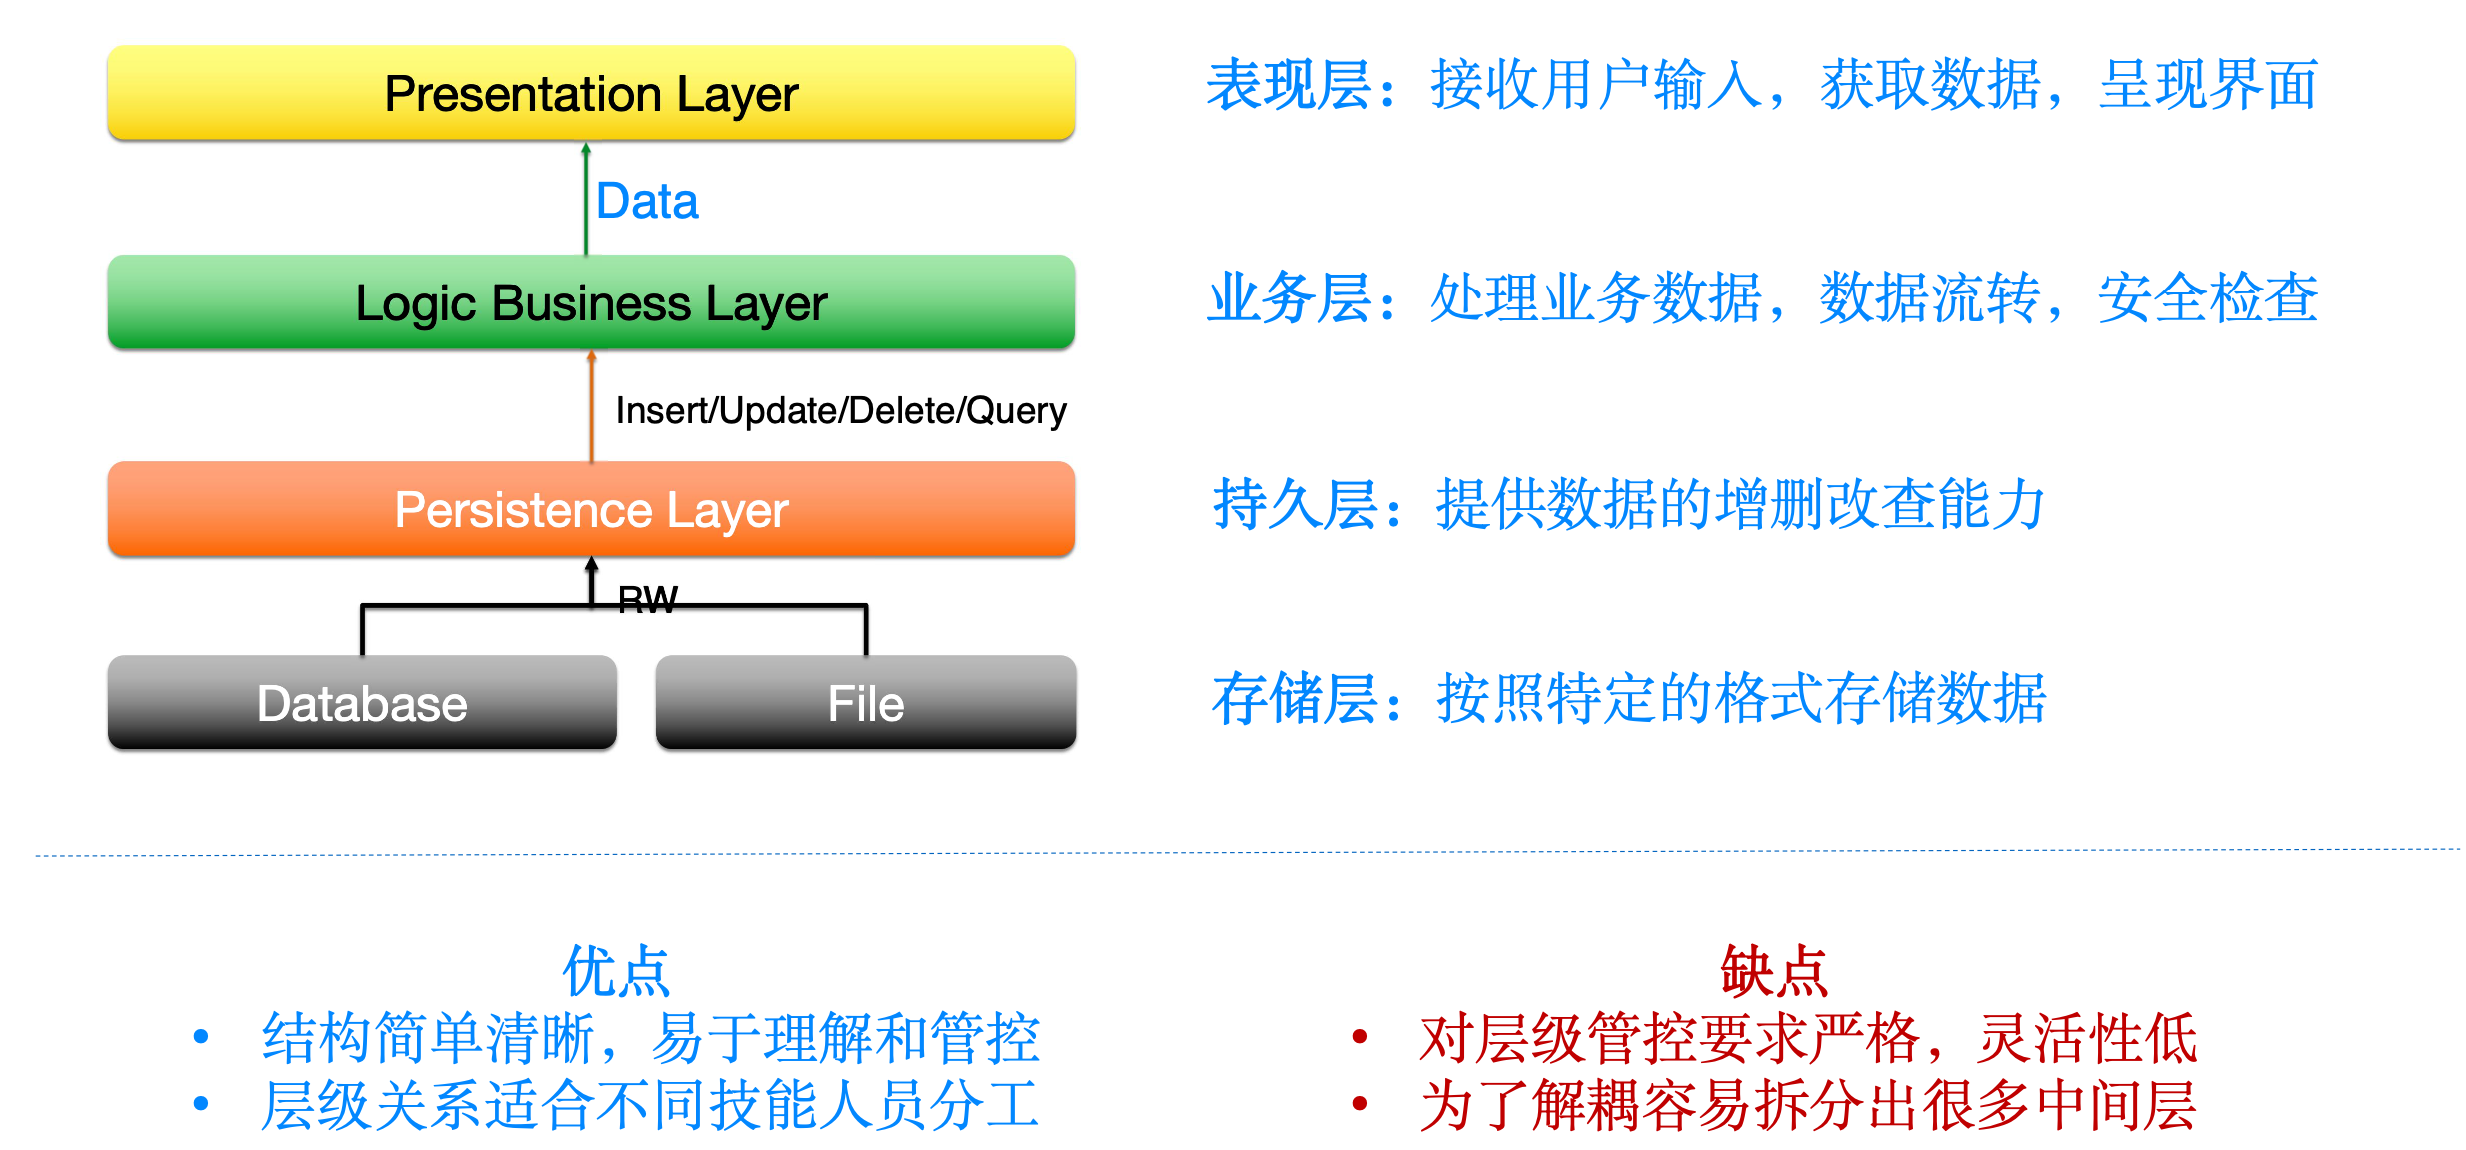 Presentation Layer
表现层：接收用户输入，获取数据，呈现界面
Data
Logic Business Layer
业务层：处理业务数据，数据流转，安全检查
Insert/Update/Delete/Query
Persistence Layer
持久层：提供数据的增删改查能力
RW
Database
File
存储层：按照特定的格式存储数据
优点
• 结构简单清晰，易于理解和管控
• 层级关系适合不同技能人员分工
缺点
• 对层级管控要求严格，灵活性低
• 为了解耦容易拆分出很多中间层